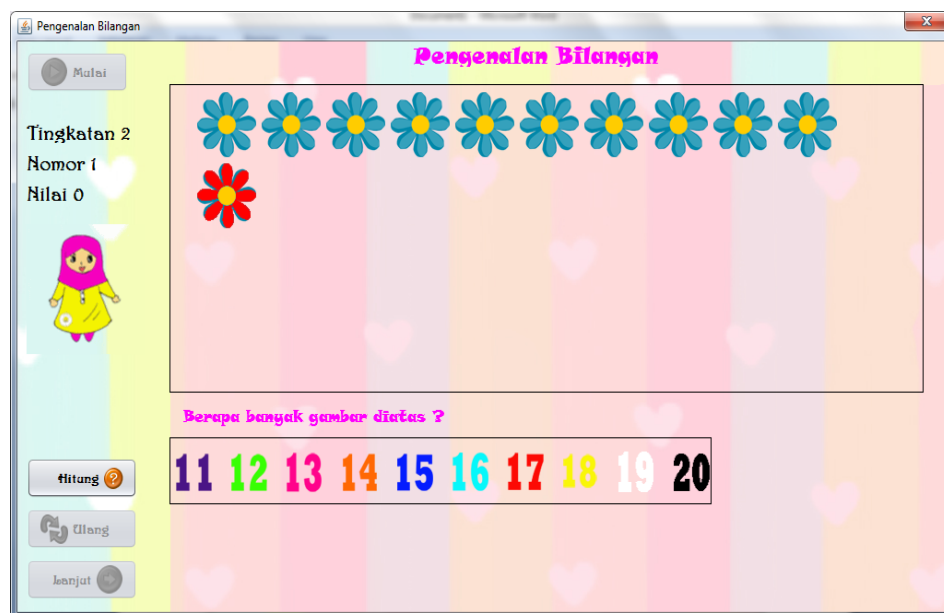 Pengenalan Bilangan
Pengenalan Bilangan
Mulai
Tingkatan 2
Nomor 1
Nilai 0
Berapa banyak gambar diatas ?
11 12 13 14 15 16 17 18 19 20
Hitung ?
Ulang
Lanjut